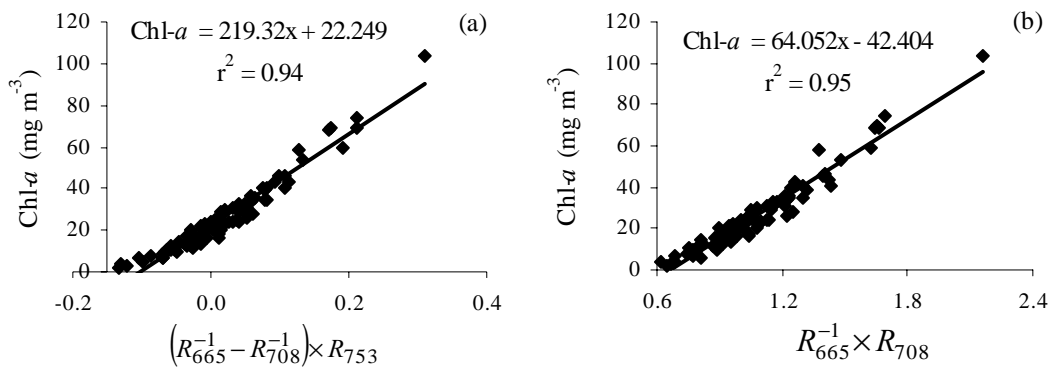 (a)
Chl-a = 219.32x + 22.249
r² = 0.94
Chl-a (mg m⁻³)
120
100
80
60
40
20
0
-0.2
0.0
0.2
0.4
(R₆₆₅⁻¹ − R₇₀₈⁻¹) × R₇₅₃
(b)
Chl-a = 64.052x - 42.404
r² = 0.95
Chl-a (mg m⁻³)
120
100
80
60
40
20
0
0.6
1.2
1.8
2.4
R₆₆₅⁻¹ × R₇₀₈